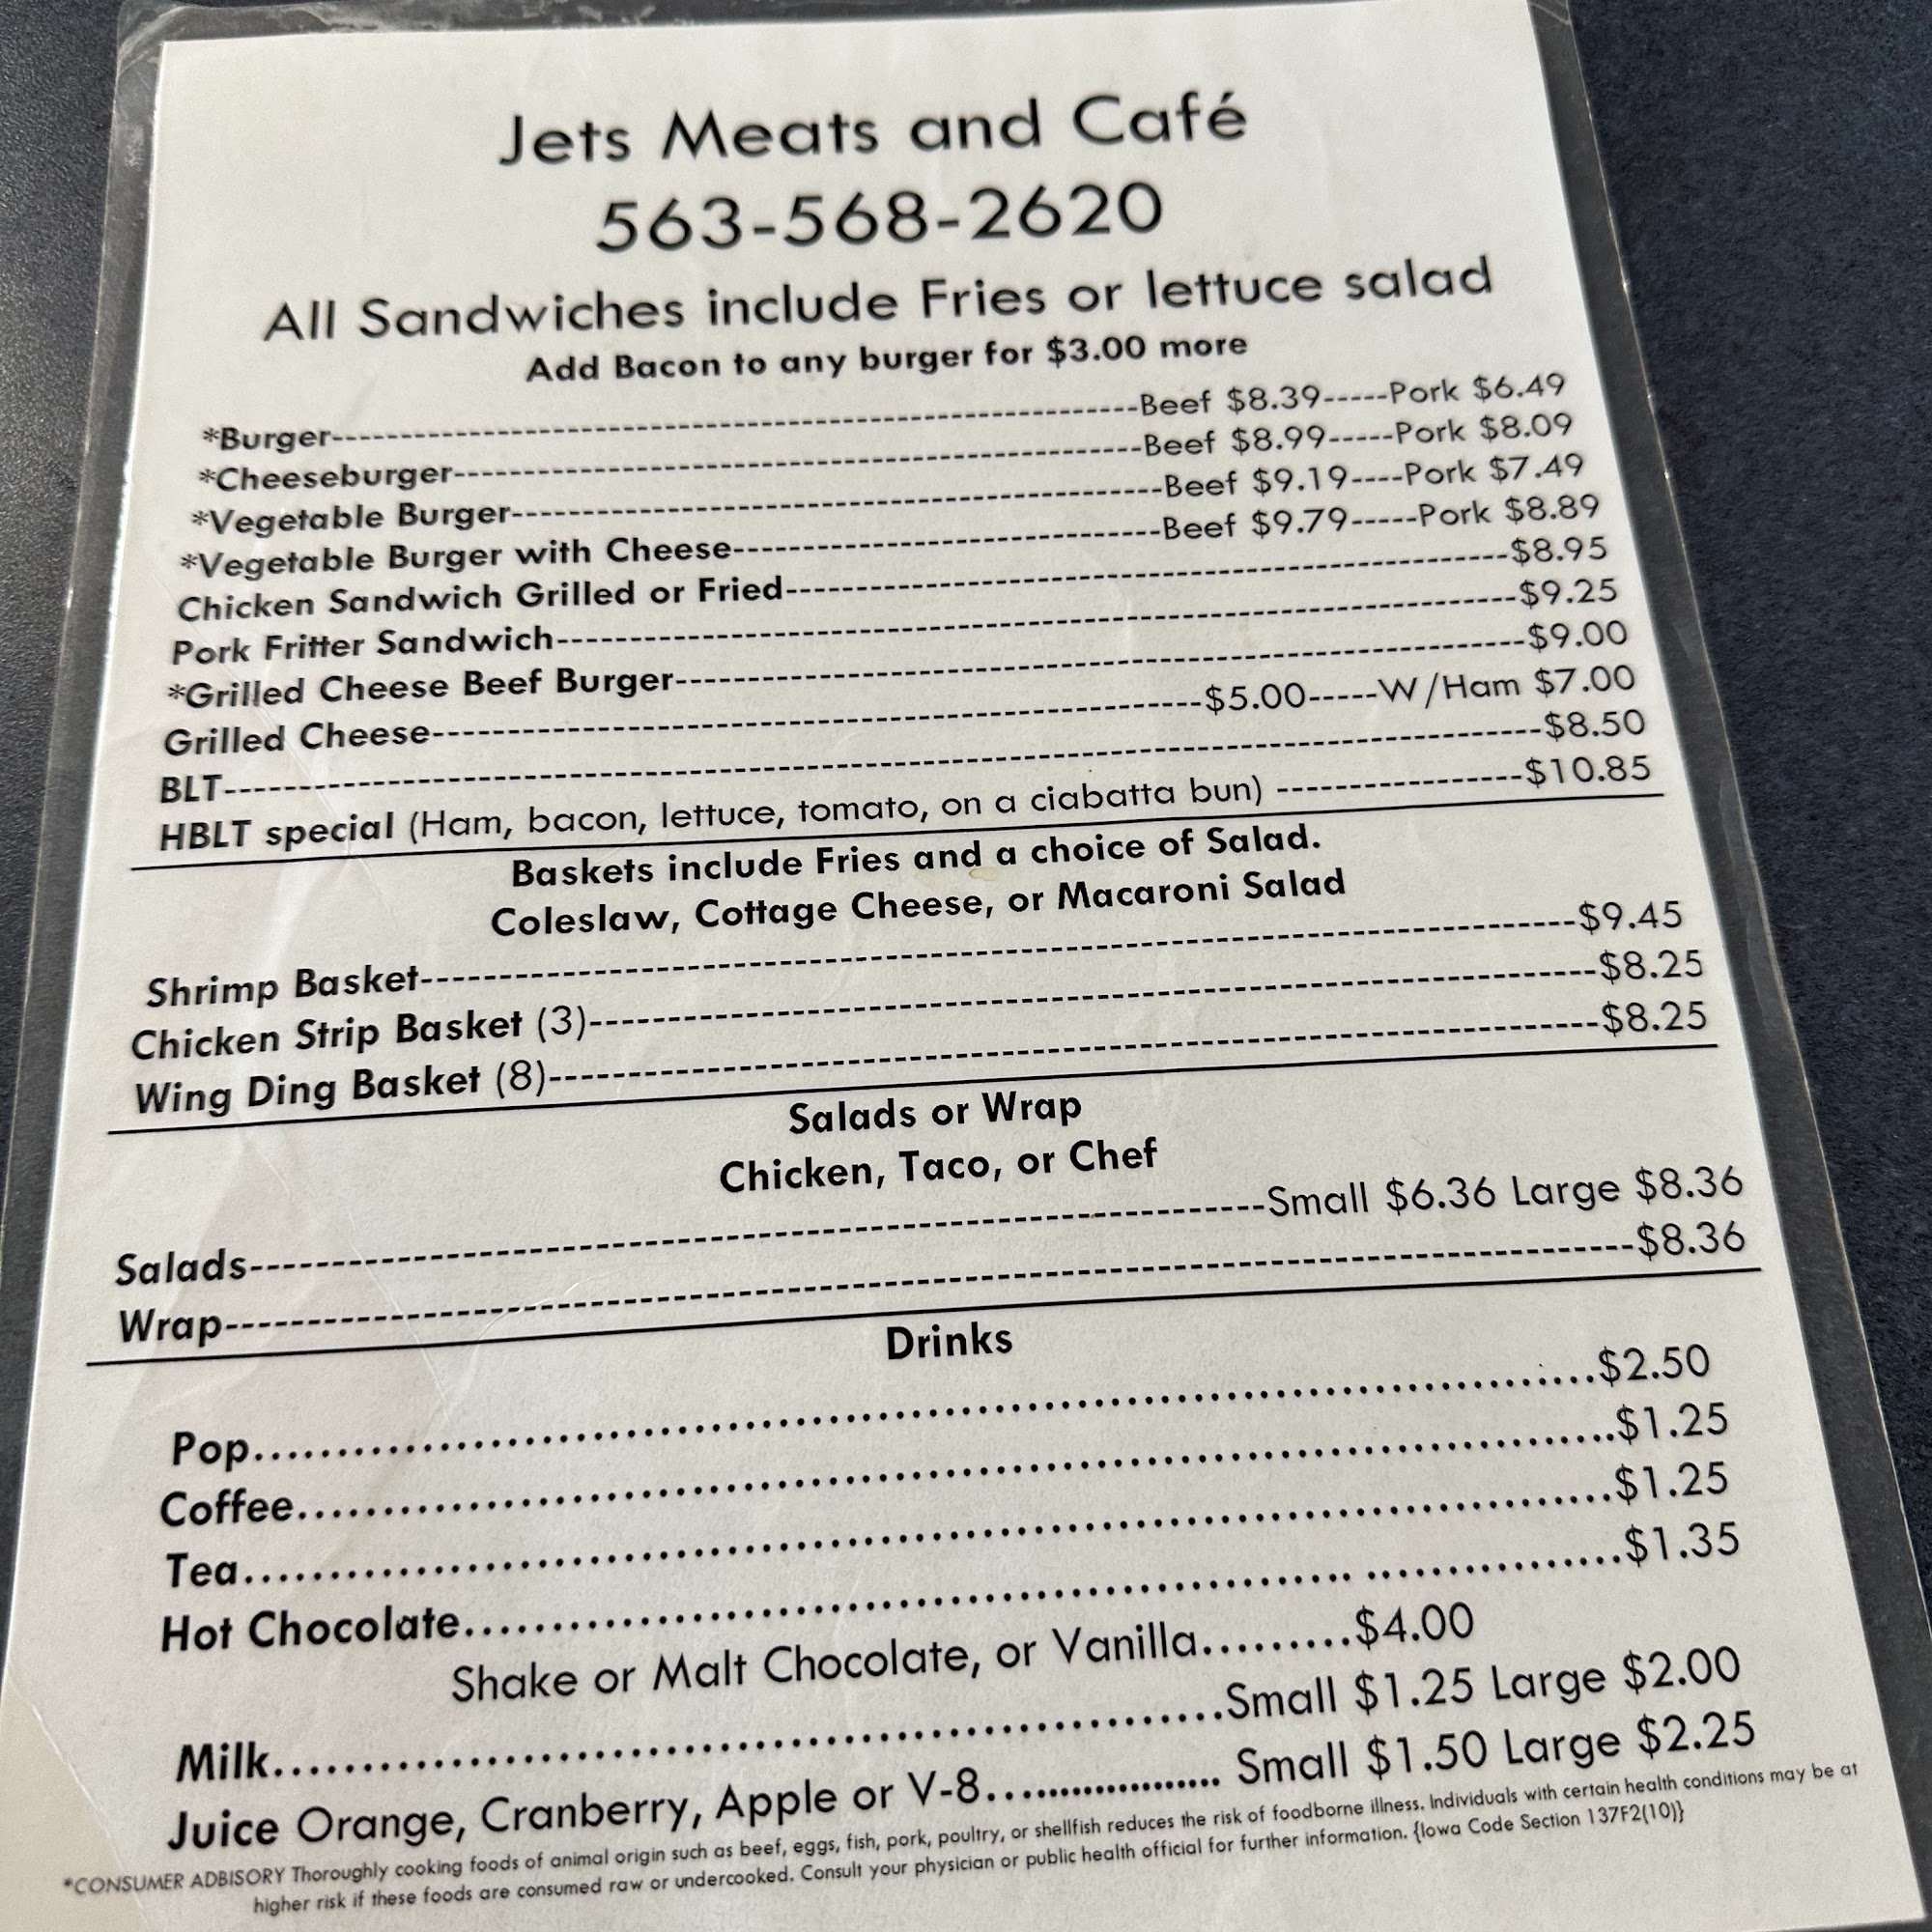 Jets Meats and Café
563-568-2620
All Sandwiches include Fries or lettuce salad
Add Bacon to any burger for $3.00 more
*Burger-----Beef $8.39-----Pork $6.49
*Cheeseburger-----Beef $8.99-----Pork $8.09
*Vegetable Burger-----Beef $9.19----Pork $7.49
*Vegetable Burger with Cheese-----Beef $9.79-----Pork $8.89
Chicken Sandwich Grilled or Fried-----$8.95
Pork Fritter Sandwich-----$9.25
*Grilled Cheese Beef Burger-----$9.00
Grilled Cheese-----$5.00-----W/Ham $7.00
BLT-----$8.50
HBLT special (Ham, bacon, lettuce, tomato, on a ciabatta bun) -----$10.85
Baskets include Fries and a choice of Salad.
Coleslaw, Cottage Cheese, or Macaroni Salad
Shrimp Basket-----$9.45
Chicken Strip Basket (3)-----$8.25
Wing Ding Basket (8)-----$8.25
Salads or Wrap
Chicken, Taco, or Chef
Salads-----Small $6.36 Large $8.36
Wrap-----$8.36
Drinks
Pop.....$2.50
Coffee.....$1.25
Tea.....$1.25
Hot Chocolate..... .....$1.35
Shake or Malt Chocolate, or Vanilla.........$4.00
Milk.....Small $1.25 Large $2.00
Juice Orange, Cranberry, Apple or V-8..... Small $1.50 Large $2.25
*CONSUMER ADBISORY Thoroughly cooking foods of animal origin such as beef, eggs, fish, pork, poultry, or shellfish reduces the risk of foodborne illness. Individuals with certain health conditions may be at
higher risk if these foods are consumed raw or undercooked. Consult your physician or public health official for further information. {Iowa Code Section 137F2(10)}